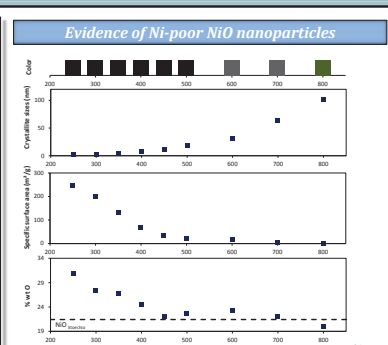 Evidence of Ni-poor NiO nanoparticles
Color
200 300 400 500 600 700 800
Crystallite sizes (nm)
100
50
0
200 300 400 500 600 700 800
Specific surface area (m²/g)
300
200
100
0
200 300 400 500 600 700 800
% wt O
34
29
24
19
NiO stoechio
200 300 400 500 600 700 800